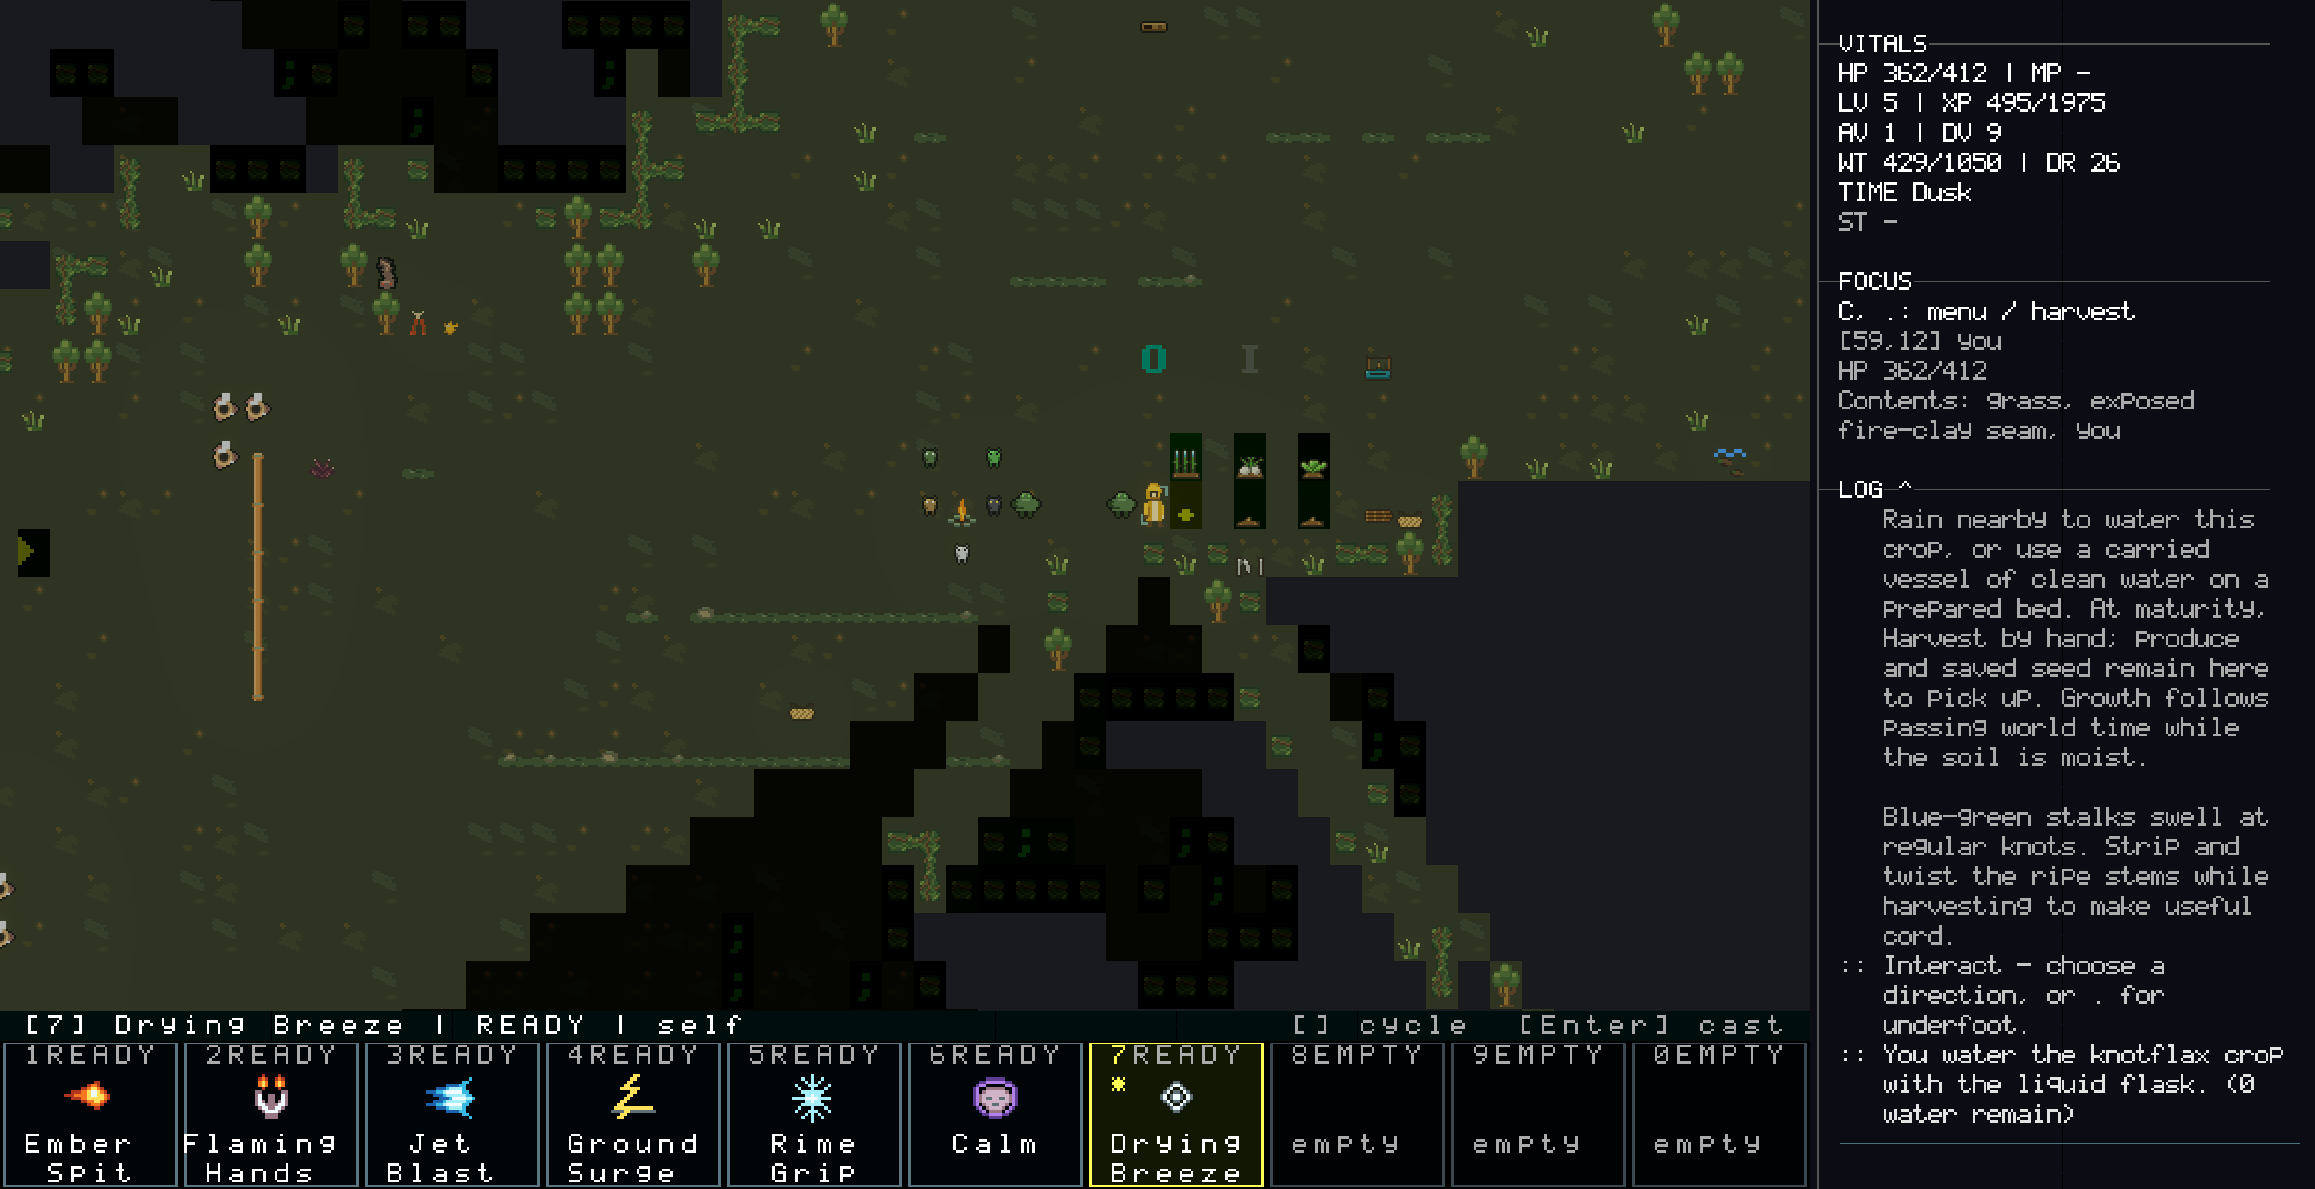 O I
[7] Drying Breeze | READY | self
[] cycle [Enter] cast
1READY 2READY 3READY 4READY 5READY 6READY 7READY 8EMPTY 9EMPTY 0EMPTY
Ember Spit
Flaming Hands
Jet Blast
Ground Surge
Rime Grip
Calm
Drying Breeze
empty
empty
empty
VITALS
HP 362/412 | MP -
LV 5 | XP 495/1975
AV 1 | DV 9
WT 429/1050 | DR 26
TIME Dusk
ST -
FOCUS
C, .: menu / harvest
[59,12] you
HP 362/412
Contents: grass, exposed
fire-clay seam, you
LOG ^
Rain nearby to water this
crop, or use a carried
vessel of clean water on a
prepared bed. At maturity,
Harvest by hand; produce
and saved seed remain here
to pick up. Growth follows
passing world time while
the soil is moist.
Blue-green stalks swell at
regular knots. Strip and
twist the ripe stems while
harvesting to make useful
cord.
:: Interact - choose a
direction, or . for
underfoot.
:: You water the knotflax crop
with the liquid flask. (0
water remain)